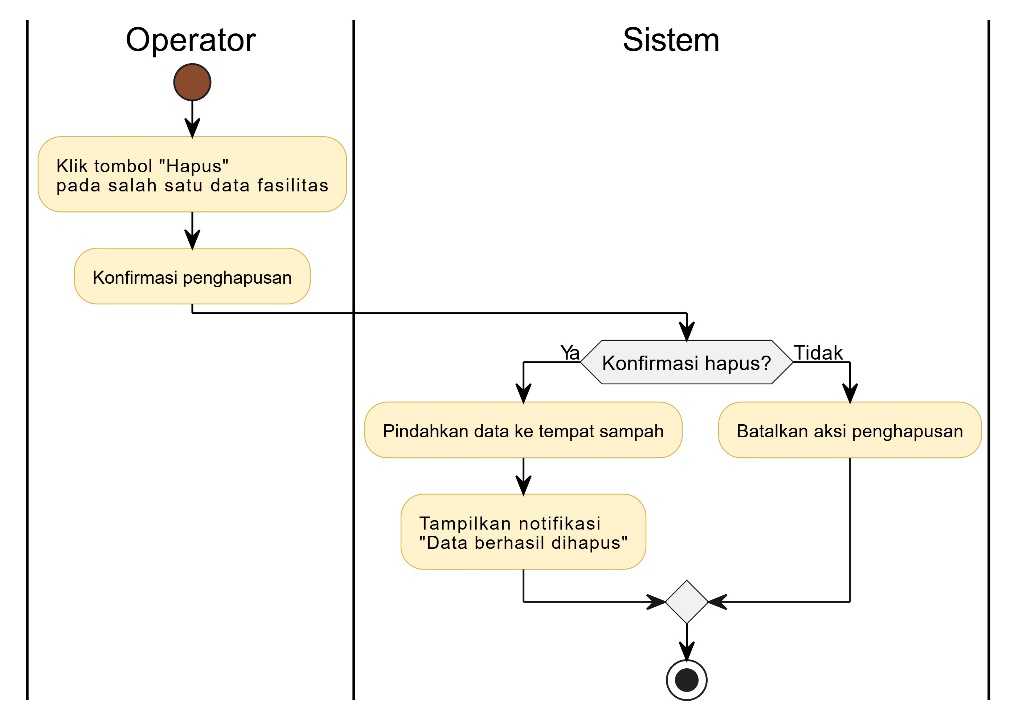 Operator
Sistem
Klik tombol "Hapus"
pada salah satu data fasilitas
Konfirmasi penghapusan
Ya
Konfirmasi hapus?
Tidak
Pindahkan data ke tempat sampah
Batalkan aksi penghapusan
Tampilkan notifikasi
"Data berhasil dihapus"